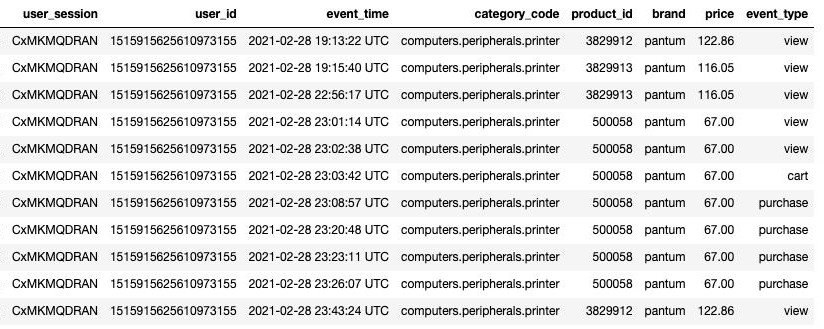 user_session user_id event_time category_code product_id brand price event_type
CxMKMQDRAN 1515915625610973155 2021-02-28 19:13:22 UTC computers.peripherals.printer 3829912 pantum 122.86 view
CxMKMQDRAN 1515915625610973155 2021-02-28 19:15:40 UTC computers.peripherals.printer 3829913 pantum 116.05 view
CxMKMQDRAN 1515915625610973155 2021-02-28 22:56:17 UTC computers.peripherals.printer 3829913 pantum 116.05 view
CxMKMQDRAN 1515915625610973155 2021-02-28 23:01:14 UTC computers.peripherals.printer 500058 pantum 67.00 view
CxMKMQDRAN 1515915625610973155 2021-02-28 23:02:38 UTC computers.peripherals.printer 500058 pantum 67.00 view
CxMKMQDRAN 1515915625610973155 2021-02-28 23:03:42 UTC computers.peripherals.printer 500058 pantum 67.00 cart
CxMKMQDRAN 1515915625610973155 2021-02-28 23:08:57 UTC computers.peripherals.printer 500058 pantum 67.00 purchase
CxMKMQDRAN 1515915625610973155 2021-02-28 23:20:48 UTC computers.peripherals.printer 500058 pantum 67.00 purchase
CxMKMQDRAN 1515915625610973155 2021-02-28 23:23:11 UTC computers.peripherals.printer 500058 pantum 67.00 purchase
CxMKMQDRAN 1515915625610973155 2021-02-28 23:26:07 UTC computers.peripherals.printer 500058 pantum 67.00 purchase
CxMKMQDRAN 1515915625610973155 2021-02-28 23:43:24 UTC computers.peripherals.printer 3829912 pantum 122.86 view